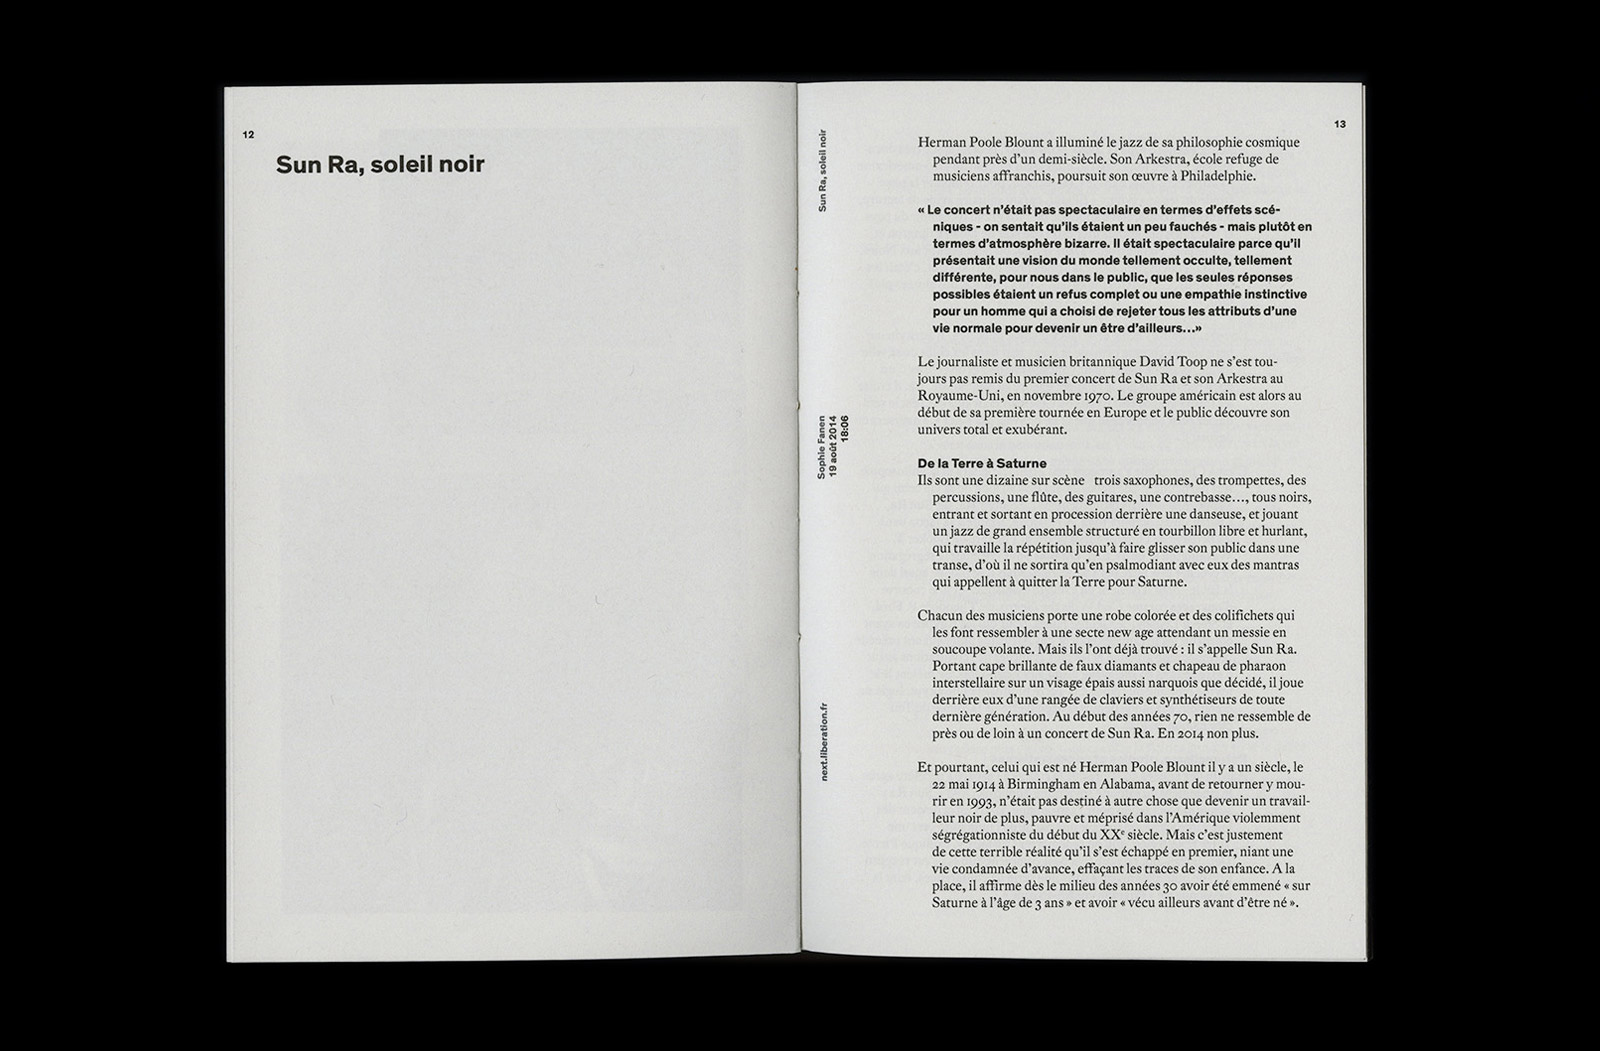 12
Sun Ra, soleil noir
Sun Ra, soleil noir
Sophie Fanen
19 août 2014
18:06
next.liberation.fr
13
Herman Poole Blount a illuminé le jazz de sa philosophie cosmique
pendant près d'un demi-siècle. Son Arkestra, école refuge de
musiciens affranchis, poursuit son œuvre à Philadelphie.
« Le concert n'était pas spectaculaire en termes d'effets scé-
niques - on sentait qu'ils étaient un peu fauchés - mais plutôt en
termes d'atmosphère bizarre. Il était spectaculaire parce qu'il
présentait une vision du monde tellement occulte, tellement
différente, pour nous dans le public, que les seules réponses
possibles étaient un refus complet ou une empathie instinctive
pour un homme qui a choisi de rejeter tous les attributs d'une
vie normale pour devenir un être d'ailleurs…»
Le journaliste et musicien britannique David Toop ne s'est tou-
jours pas remis du premier concert de Sun Ra et son Arkestra au
Royaume-Uni, en novembre 1970. Le groupe américain est alors au
début de sa première tournée en Europe et le public découvre son
univers total et exubérant.
De la Terre à Saturne
Ils sont une dizaine sur scène trois saxophones, des trompettes, des
percussions, une flûte, des guitares, une contrebasse…, tous noirs,
entrant et sortant en procession derrière une danseuse, et jouant
un jazz de grand ensemble structuré en tourbillon libre et hurlant,
qui travaille la répétition jusqu'à faire glisser son public dans une
transe, d'où il ne sortira qu'en psalmodiant avec eux des mantras
qui appellent à quitter la Terre pour Saturne.
Chacun des musiciens porte une robe colorée et des colifichets qui
les font ressembler à une secte new age attendant un messie en
soucoupe volante. Mais ils l'ont déjà trouvé : il s'appelle Sun Ra.
Portant cape brillante de faux diamants et chapeau de pharaon
interstellaire sur un visage épais aussi narquois que décidé, il joue
derrière eux d'une rangée de claviers et synthétiseurs de toute
dernière génération. Au début des années 70, rien ne ressemble de
près ou de loin à un concert de Sun Ra. En 2014 non plus.
Et pourtant, celui qui est né Herman Poole Blount il y a un siècle, le
22 mai 1914 à Birmingham en Alabama, avant de retourner y mou-
rir en 1993, n'était pas destiné à autre chose que devenir un travail-
leur noir de plus, pauvre et méprisé dans l'Amérique violemment
ségrégationniste du début du XXe siècle. Mais c'est justement
de cette terrible réalité qu'il s'est échappé en premier, niant une
vie condamnée d'avance, effaçant les traces de son enfance. A la
place, il affirme dès le milieu des années 30 avoir été emmené « sur
Saturne à l'âge de 3 ans » et avoir « vécu ailleurs avant d'être né ».